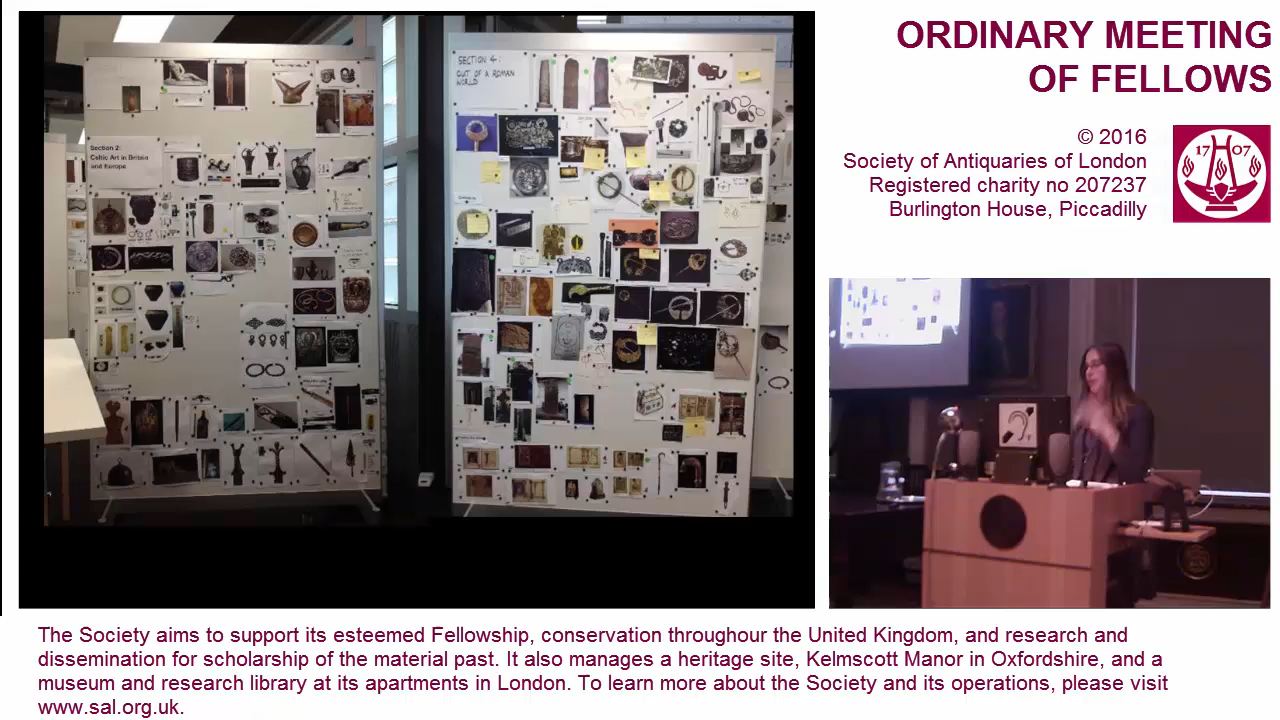 ORDINARY MEETING
OF FELLOWS
© 2016
Society of Antiquaries of London
Registered charity no 207237
Burlington House, Piccadilly
17 07
SECTION 4:
OUT OF A ROMAN
WORLD
Section 2:
Celtic Art in Britain
and Europe
The Society aims to support its esteemed Fellowship, conservation throughour the United Kingdom, and research and
dissemination for scholarship of the material past. It also manages a heritage site, Kelmscott Manor in Oxfordshire, and a
museum and research library at its apartments in London. To learn more about the Society and its operations, please visit
www.sal.org.uk.